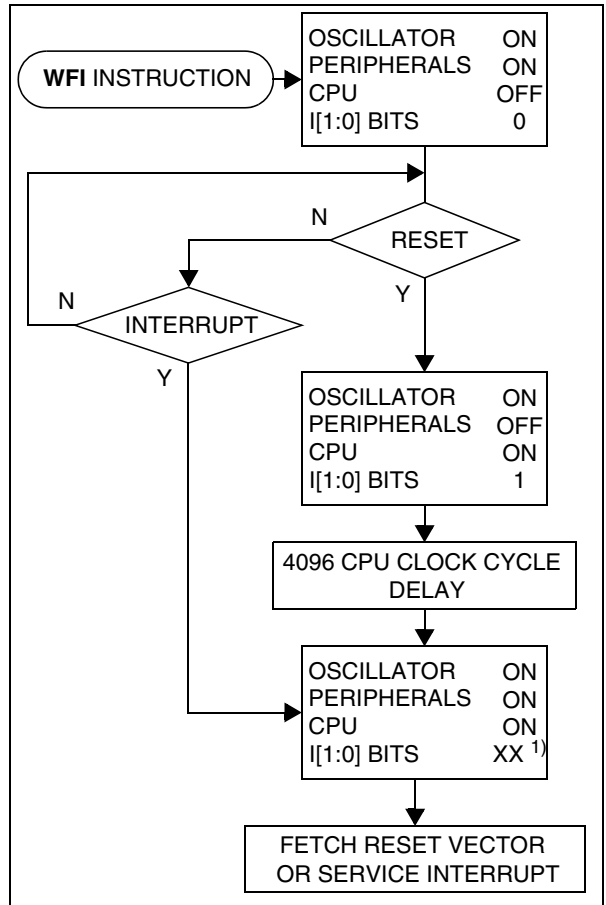 WFI INSTRUCTION
OSCILLATOR ON
PERIPHERALS ON
CPU OFF
I[1:0] BITS 0
N
RESET
Y
N
INTERRUPT
Y
OSCILLATOR ON
PERIPHERALS OFF
CPU ON
I[1:0] BITS 1
4096 CPU CLOCK CYCLE
DELAY
OSCILLATOR ON
PERIPHERALS ON
CPU ON
I[1:0] BITS XX 1)
FETCH RESET VECTOR
OR SERVICE INTERRUPT